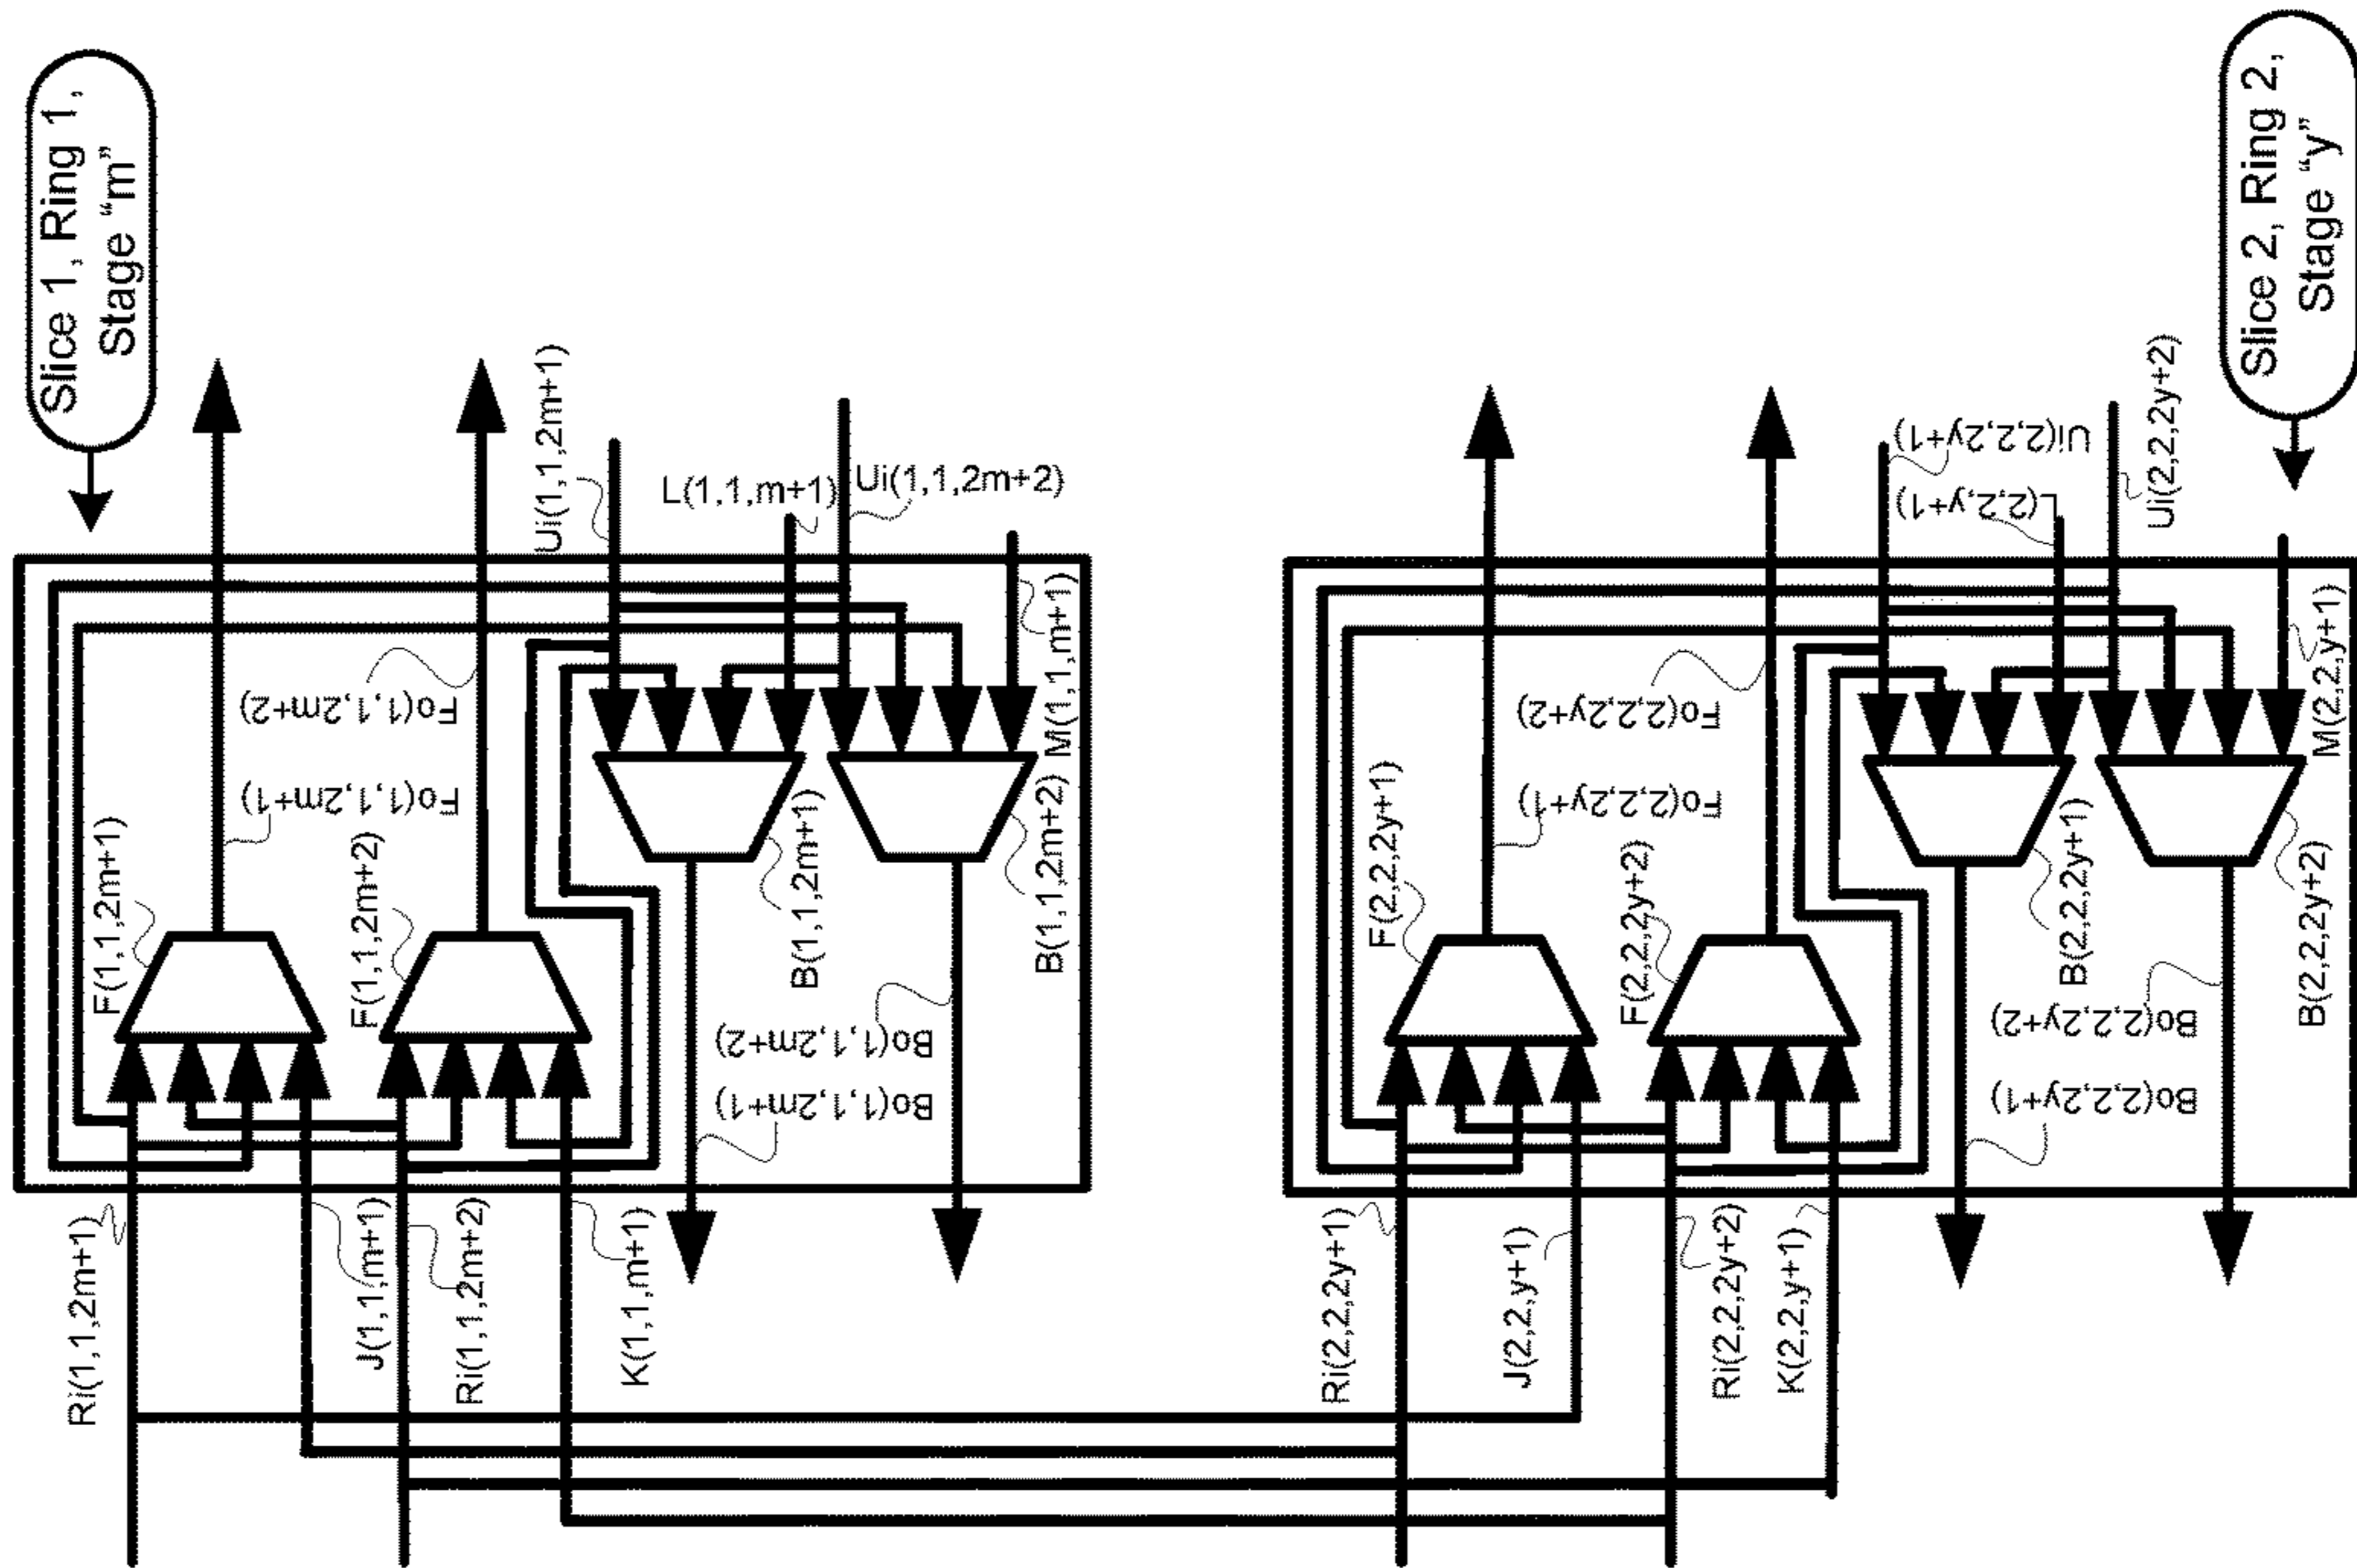 Slice 1, Ring 1,
Stage “m”
Ri(1,1,2m+1)
J(1,1,m+1)
Ri(1,1,2m+2)
K(1,1,m+1)
F(1,1,2m+1)
F(1,1,2m+2)
Fo(1,1,2m+1)
Fo(1,1,2m+2)
Ui(1,1,2m+1)
L(1,1,m+1)
Ui(1,1,2m+2)
M(1,1,m+1)
B(1,1,2m+1)
B(1,1,2m+2)
Bo(1,1,2m+2)
Bo(1,1,2m+1)
Slice 2, Ring 2,
Stage “y”
Ri(2,2,2y+1)
J(2,2,y+1)
Ri(2,2,2y+2)
K(2,2,y+1)
F(2,2,2y+1)
F(2,2,2y+2)
Fo(2,2,2y+1)
Fo(2,2,2y+2)
Ui(2,2,2y+1)
L(2,2,y+1)
Ui(2,2,2y+2)
M(2,2,y+1)
B(2,2,2y+1)
B(2,2,2y+2)
Bo(2,2,2y+2)
Bo(2,2,2y+1)